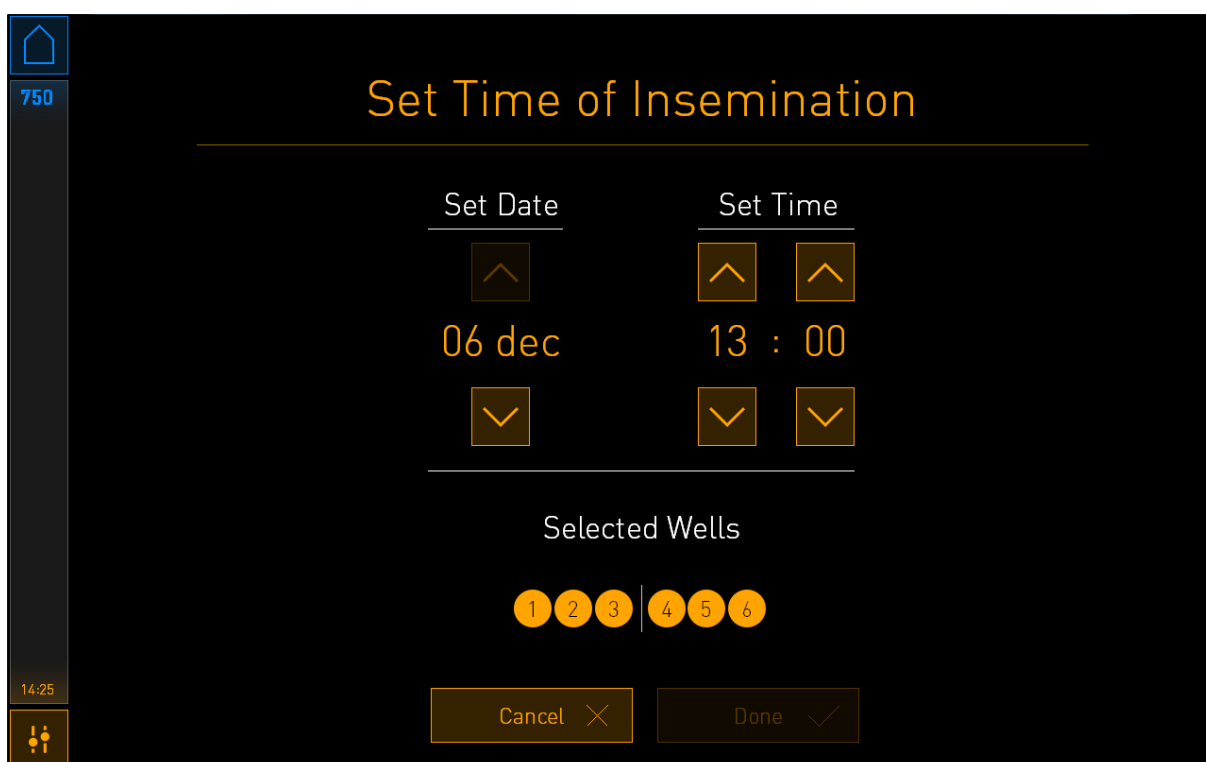 750
Set Time of Insemination
Set Date
Set Time
06 dec
13 : 00
Selected Wells
1 2 3 4 5 6
14:25
Cancel
Done